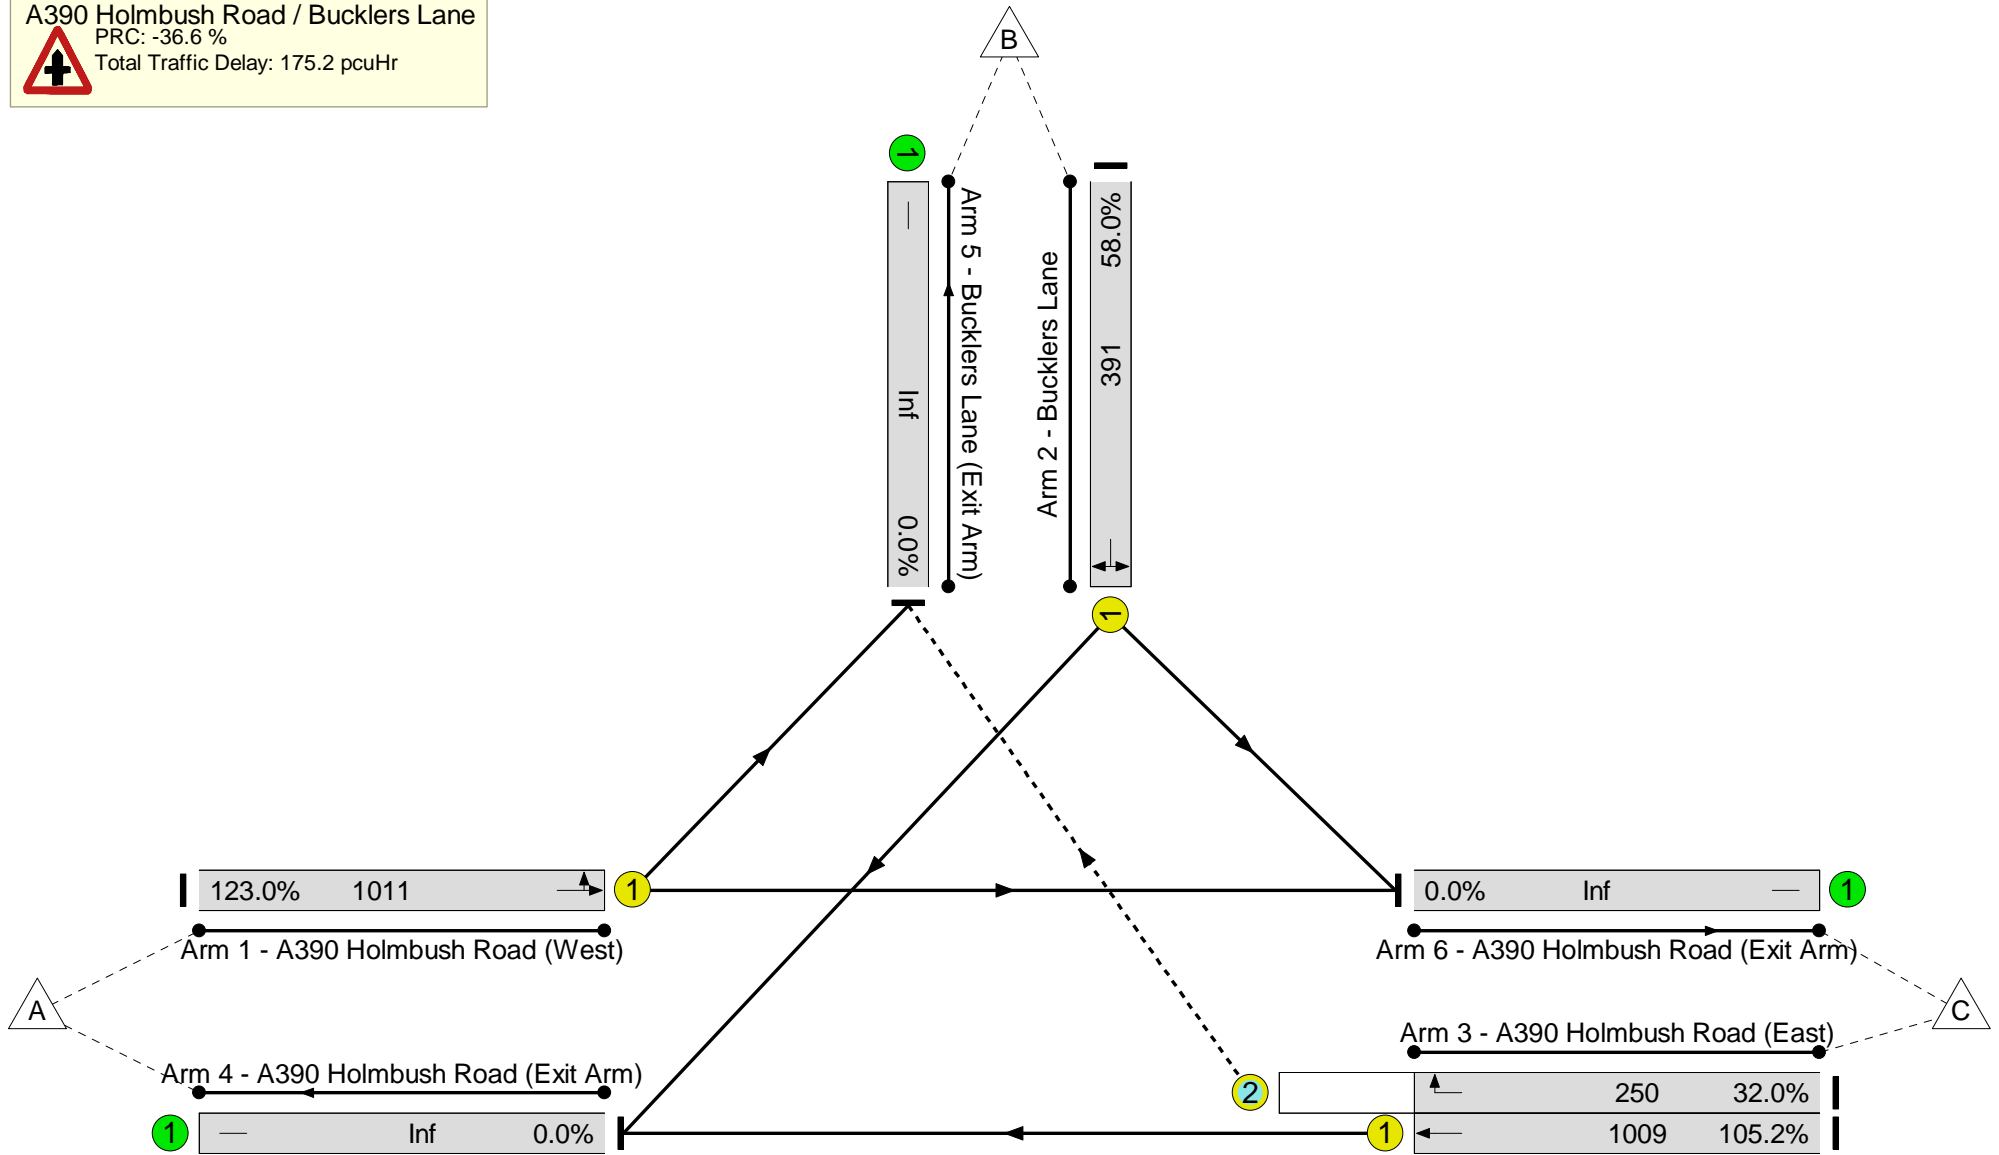 A390 Holmbush Road / Bucklers Lane
PRC: -36.6 %
Total Traffic Delay: 175.2 pcuHr
B
1
Inf
0.0%
Arm 5 - Bucklers Lane (Exit Arm)
Arm 2 - Bucklers Lane
58.0%
391
1
123.0% 1011
1
Arm 1 - A390 Holmbush Road (West)
0.0% Inf
1
Arm 6 - A390 Holmbush Road (Exit Arm)
A
C
Arm 4 - A390 Holmbush Road (Exit Arm)
1
Inf 0.0%
Arm 3 - A390 Holmbush Road (East)
2
250 32.0%
1
1009 105.2%